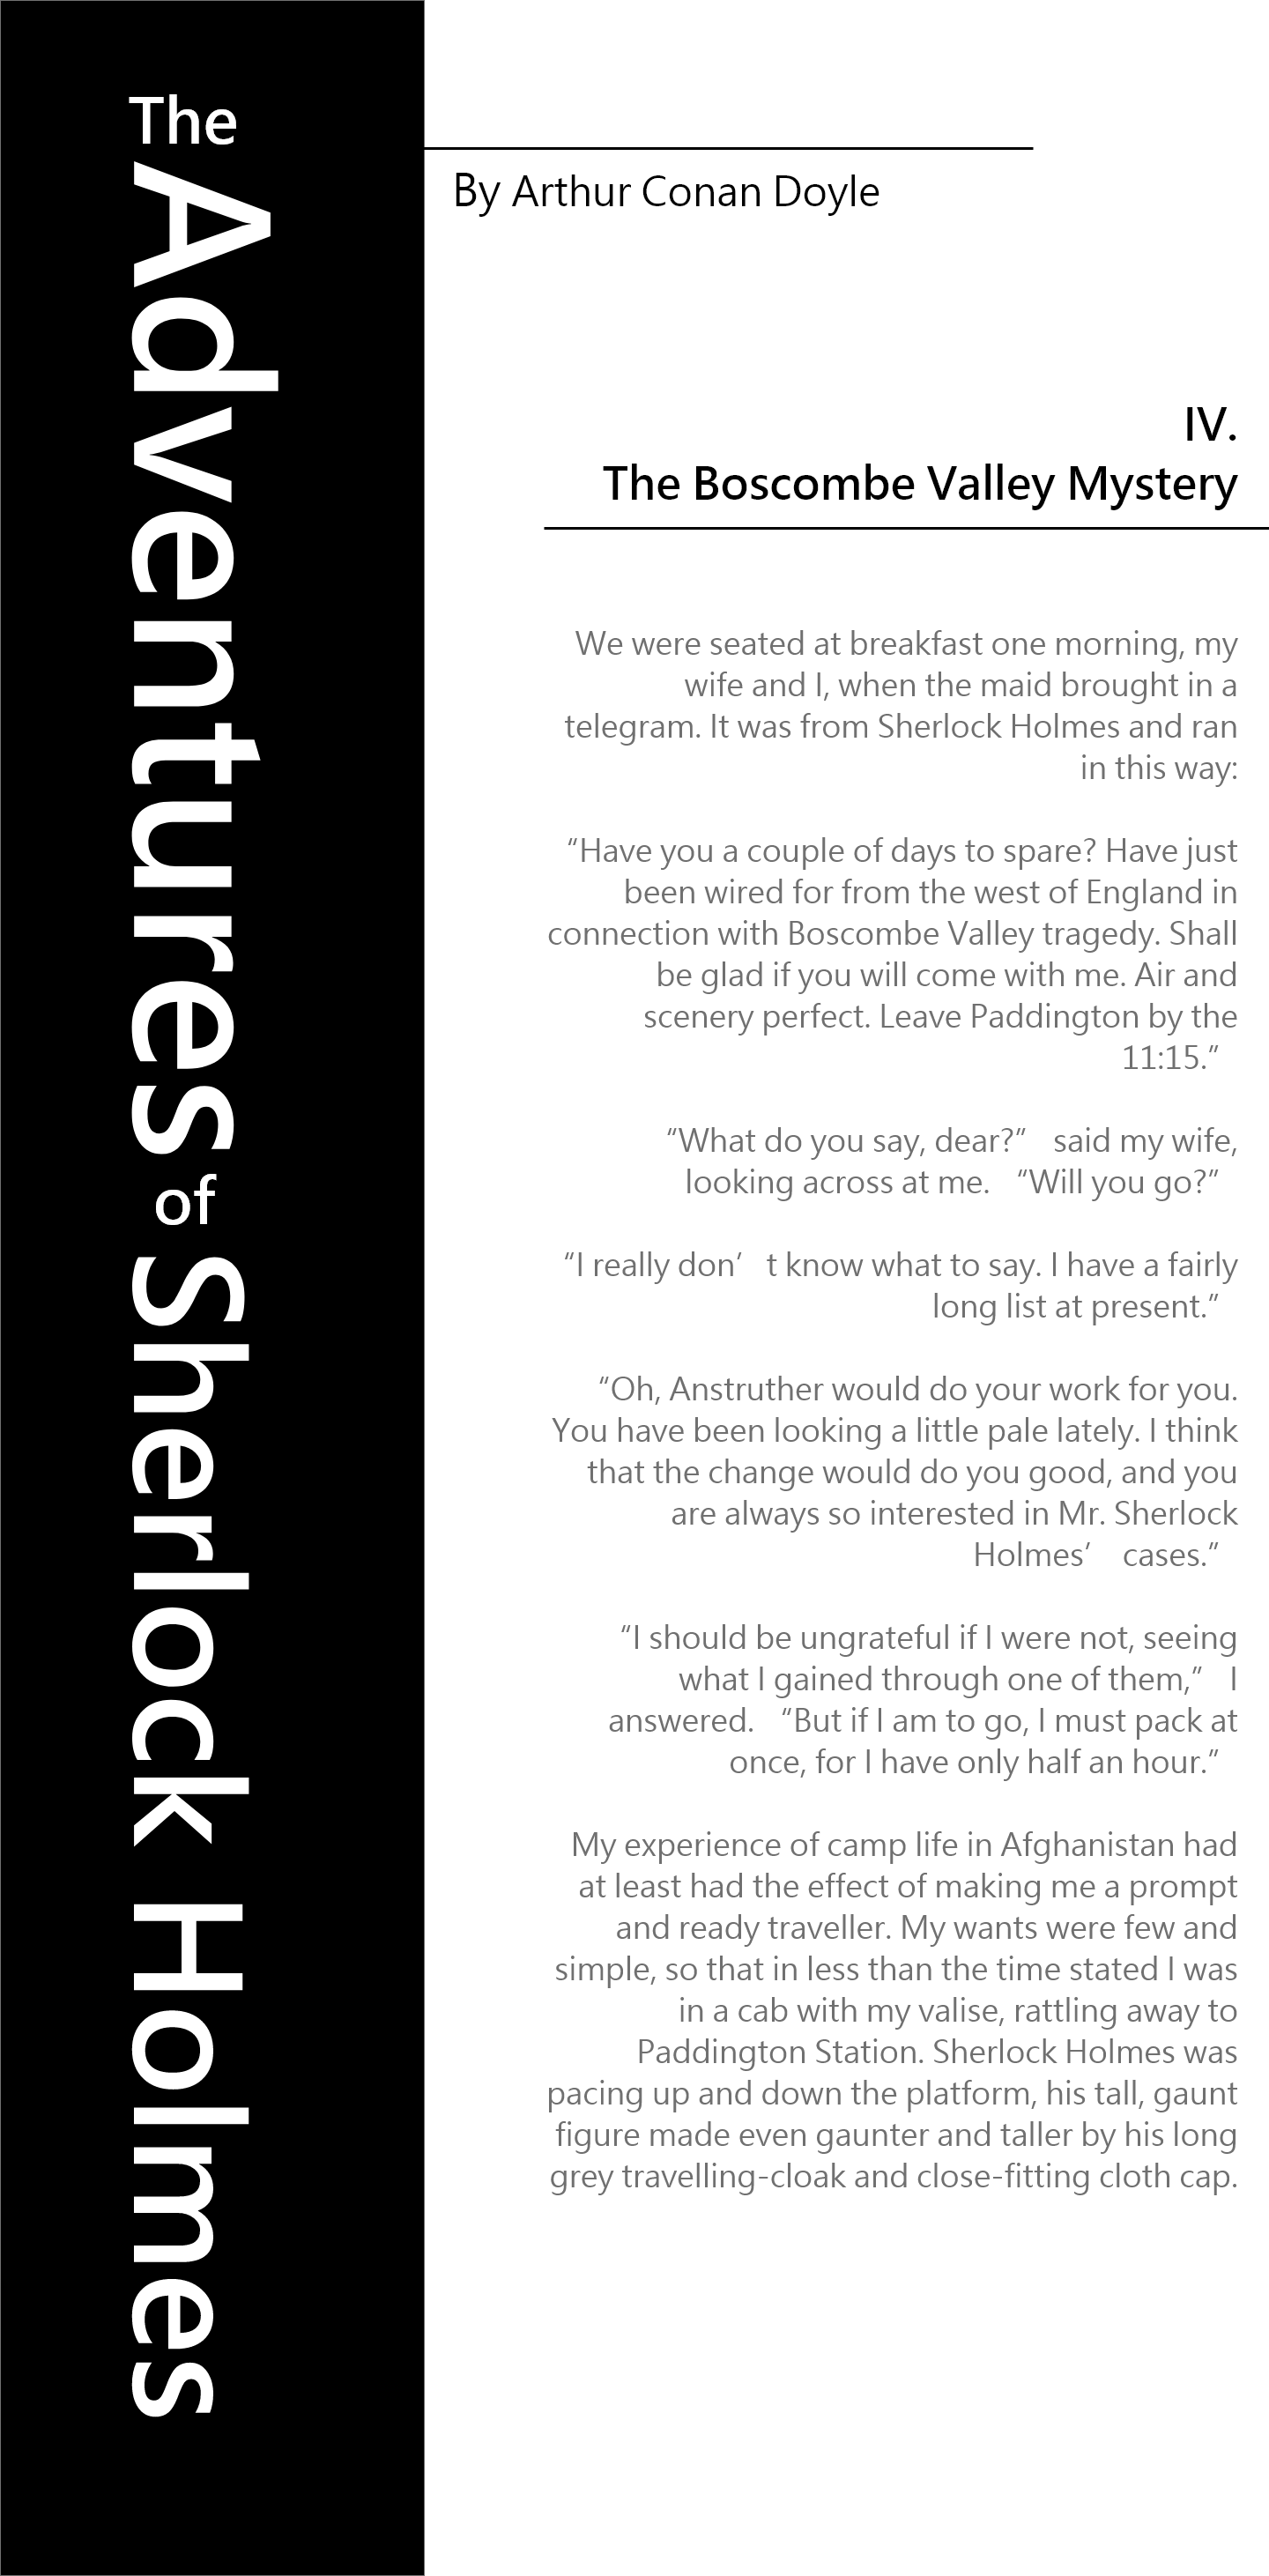 The
Adventures
of
Sherlock Holmes
By Arthur Conan Doyle
IV.
The Boscombe Valley Mystery
We were seated at breakfast one morning, my
wife and I, when the maid brought in a
telegram. It was from Sherlock Holmes and ran
in this way:
“Have you a couple of days to spare? Have just
been wired for from the west of England in
connection with Boscombe Valley tragedy. Shall
be glad if you will come with me. Air and
scenery perfect. Leave Paddington by the
11:15.”
“What do you say, dear?” said my wife,
looking across at me. “Will you go?”
“I really don’t know what to say. I have a fairly
long list at present.”
“Oh, Anstruther would do your work for you.
You have been looking a little pale lately. I think
that the change would do you good, and you
are always so interested in Mr. Sherlock
Holmes’ cases.”
“I should be ungrateful if I were not, seeing
what I gained through one of them,” I
answered. “But if I am to go, I must pack at
once, for I have only half an hour.”
My experience of camp life in Afghanistan had
at least had the effect of making me a prompt
and ready traveller. My wants were few and
simple, so that in less than the time stated I was
in a cab with my valise, rattling away to
Paddington Station. Sherlock Holmes was
pacing up and down the platform, his tall, gaunt
figure made even gaunter and taller by his long
grey travelling-cloak and close-fitting cloth cap.